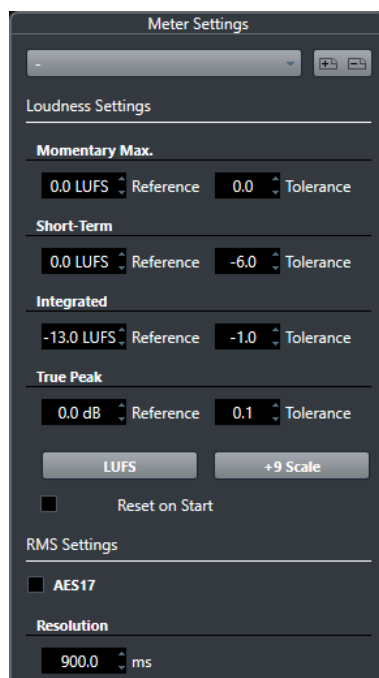 Meter Settings
-
Loudness Settings
Momentary Max.
0.0 LUFS Reference 0.0 Tolerance
Short-Term
0.0 LUFS Reference -6.0 Tolerance
Integrated
-13.0 LUFS Reference -1.0 Tolerance
True Peak
0.0 dB Reference 0.1 Tolerance
LUFS +9 Scale
Reset on Start
RMS Settings
AES17
Resolution
900.0 ms